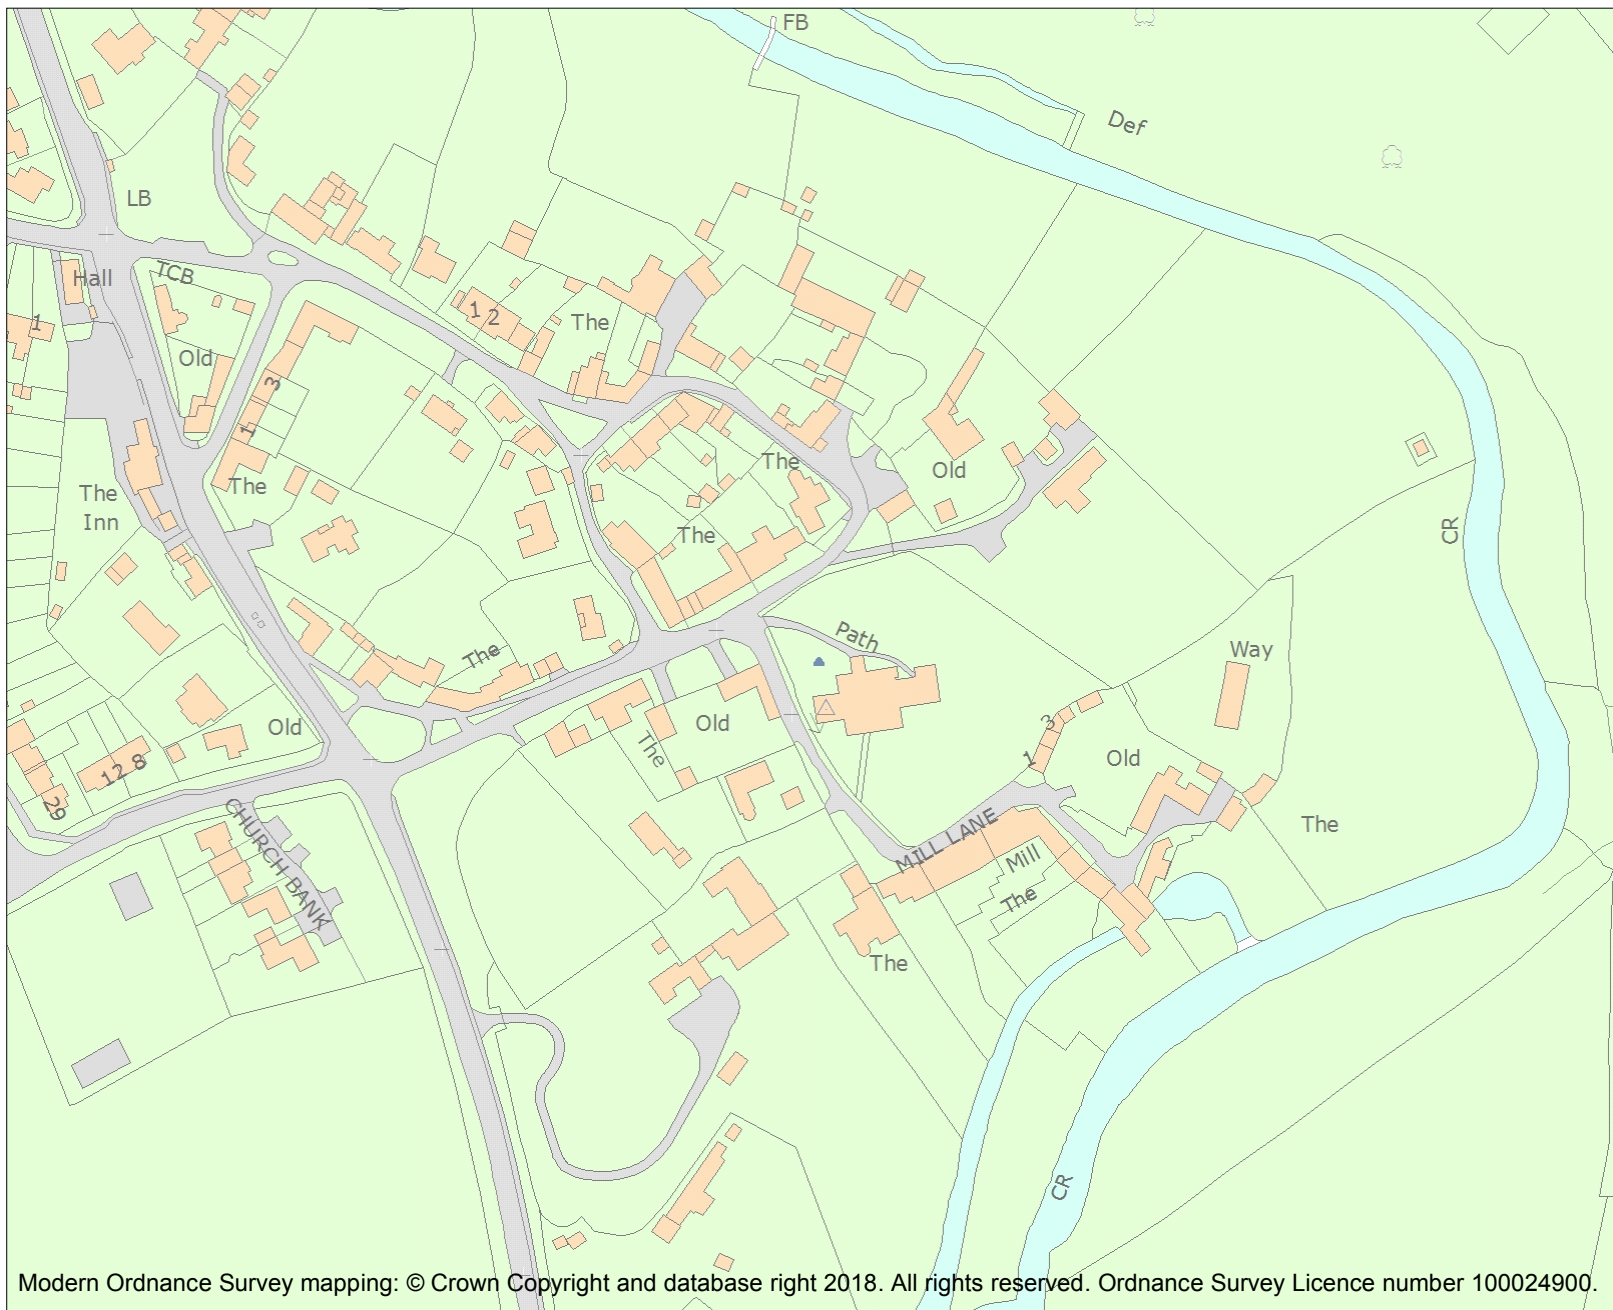 FB
Def
LB
TCB
Hall
1
1 2
The
Old
3
1
The
The
Old
The
Inn
The
CR
Path
Way
The
Old
Old
The
3
1
Old
12 8
29
CHURCH BANK
MILL LANE
Mill
The
The
The
CR
Modern Ordnance Survey mapping: © Crown Copyright and database right 2018. All rights reserved. Ordnance Survey Licence number 100024900.